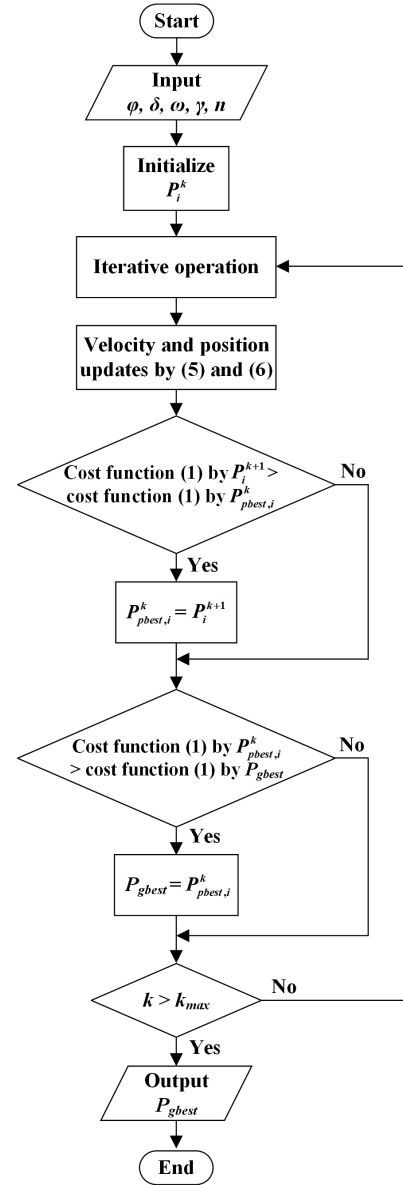 Start
Input
φ, δ, ω, γ, n
Initialize
P_i^k
Iterative operation
Velocity and position
updates by (5) and (6)
Cost function (1) by P_i^{k+1} >
cost function (1) by P_{pbest,i}^k
No
Yes
P_{pbest,i}^k = P_i^{k+1}
Cost function (1) by P_{pbest,i}^k
> cost function (1) by P_{gbest}
No
Yes
P_{gbest} = P_{pbest,i}^k
k > k_{max}
No
Yes
Output
P_{gbest}
End